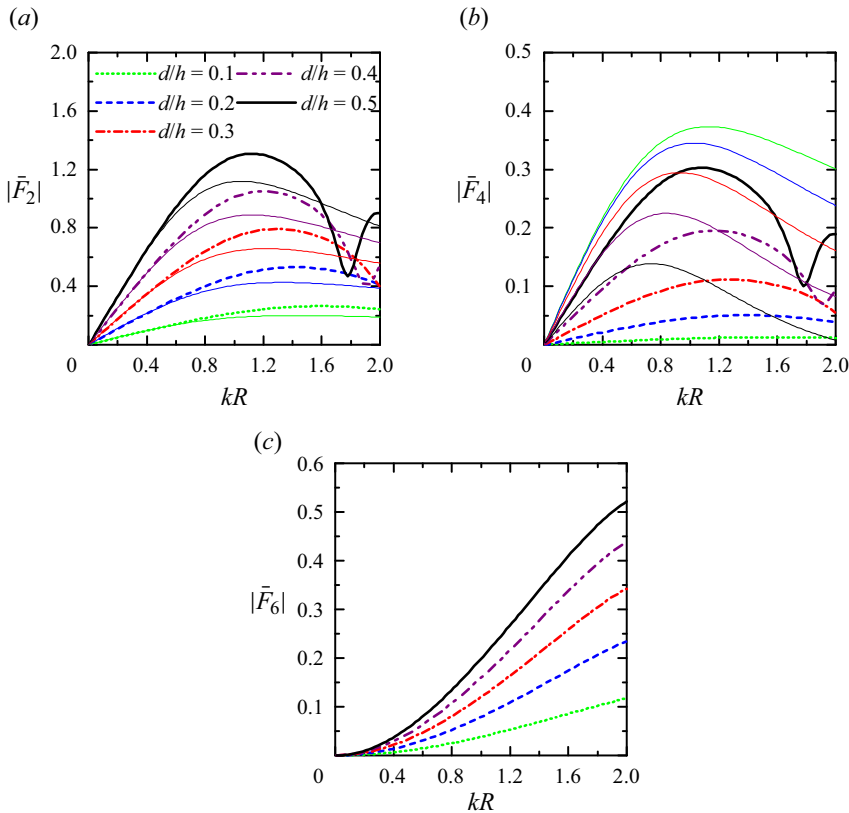 (a)
(b)
2.0
1.6
1.2
0.8
0.4
0
0.4
0.8
1.2
1.6
2.0
|F̄₂|
kR
d/h = 0.1
d/h = 0.4
d/h = 0.2
d/h = 0.5
d/h = 0.3
0.5
0.4
0.3
0.2
0.1
0
0.4
0.8
1.2
1.6
2.0
|F̄₄|
kR
(c)
0.6
0.5
0.4
0.3
0.2
0.1
0
0.4
0.8
1.2
1.6
2.0
|F̄₆|
kR